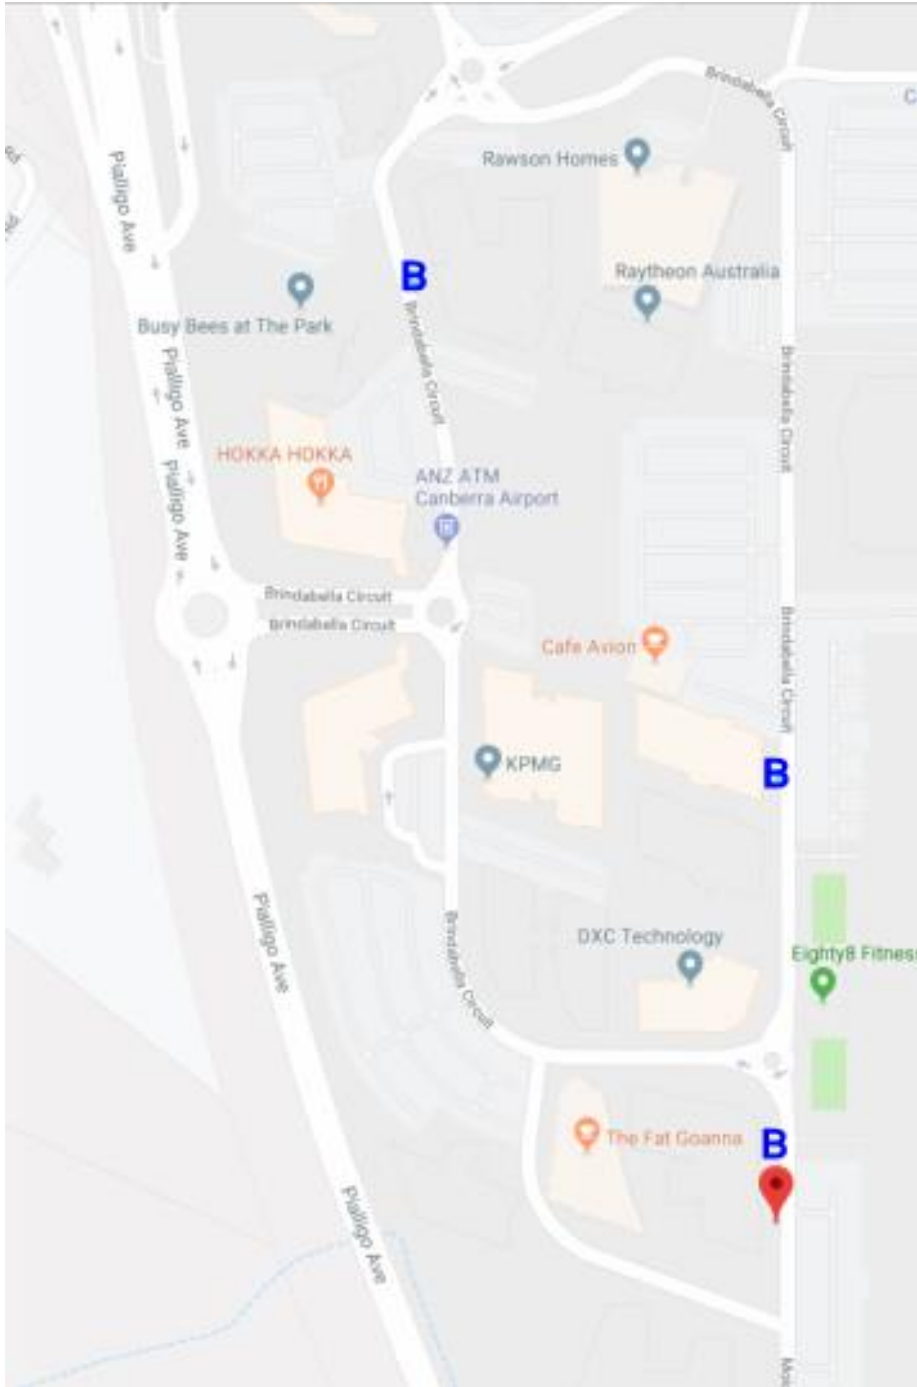 Brindabella Circuit
C
Pialligo Ave
Rawson Homes
B
Raytheon Australia
Busy Bees at The Park
Brindabella Circuit
Brindabella Circuit
Pialligo Ave
HOKKA HOKKA
ANZ ATM
Canberra Airport
Pialligo Ave
Brindabella Circuit
Brindabella Circuit
Brindabella Circuit
Cafe Avion
KPMG
B
Pialligo Ave
Brindabella Circuit
DXC Technology
Eighty8 Fitness
The Fat Goanna
B
Pialligo Ave